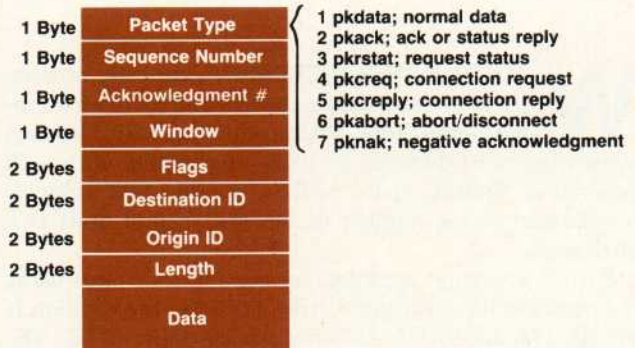 1 Byte Packet Type
1 Byte Sequence Number
1 Byte Acknowledgment #
1 Byte Window
2 Bytes Flags
2 Bytes Destination ID
2 Bytes Origin ID
2 Bytes Length
Data
1 pkdata; normal data
2 pkack; ack or status reply
3 pkrstat; request status
4 pkcreq; connection request
5 pkcreply; connection reply
6 pkabort; abort/disconnect
7 pknak; negative acknowledgment